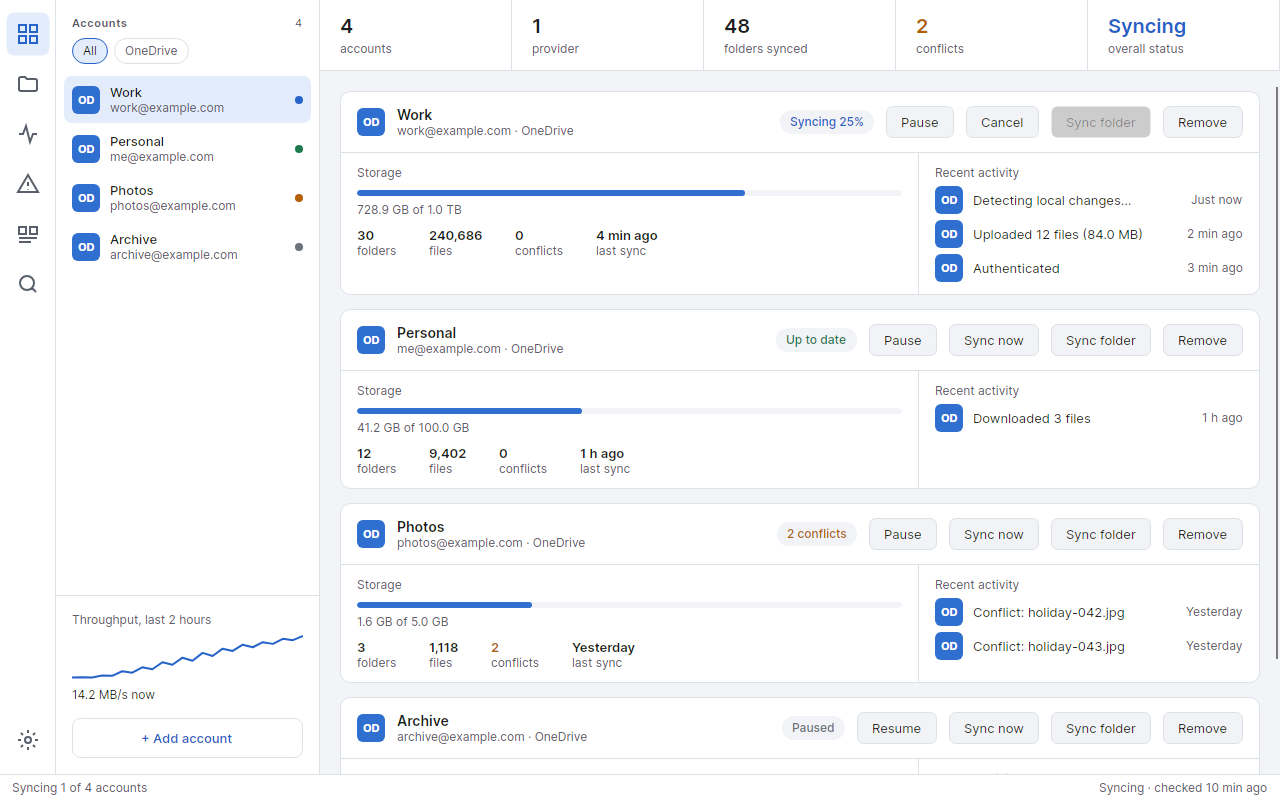 Accounts
4
All
OneDrive
OD
Work
work@example.com
OD
Personal
me@example.com
OD
Photos
photos@example.com
OD
Archive
archive@example.com
Throughput, last 2 hours
14.2 MB/s now
+ Add account
4
accounts
1
provider
48
folders synced
2
conflicts
Syncing
overall status
OD
Work
work@example.com · OneDrive
Syncing 25%
Pause
Cancel
Sync folder
Remove
Storage
728.9 GB of 1.0 TB
30
folders
240,686
files
0
conflicts
4 min ago
last sync
Recent activity
OD
Detecting local changes...
Just now
OD
Uploaded 12 files (84.0 MB)
2 min ago
OD
Authenticated
3 min ago
OD
Personal
me@example.com · OneDrive
Up to date
Pause
Sync now
Sync folder
Remove
Storage
41.2 GB of 100.0 GB
12
folders
9,402
files
0
conflicts
1 h ago
last sync
Recent activity
OD
Downloaded 3 files
1 h ago
OD
Photos
photos@example.com · OneDrive
2 conflicts
Pause
Sync now
Sync folder
Remove
Storage
1.6 GB of 5.0 GB
3
folders
1,118
files
2
conflicts
Yesterday
last sync
Recent activity
OD
Conflict: holiday-042.jpg
Yesterday
OD
Conflict: holiday-043.jpg
Yesterday
OD
Archive
archive@example.com · OneDrive
Paused
Resume
Sync now
Sync folder
Remove
Syncing 1 of 4 accounts
Syncing · checked 10 min ago